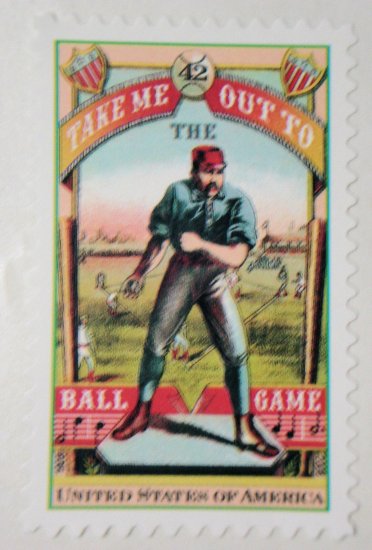 42
TAKE ME OUT TO
THE
BALL GAME
UNITED STATES OF AMERICA